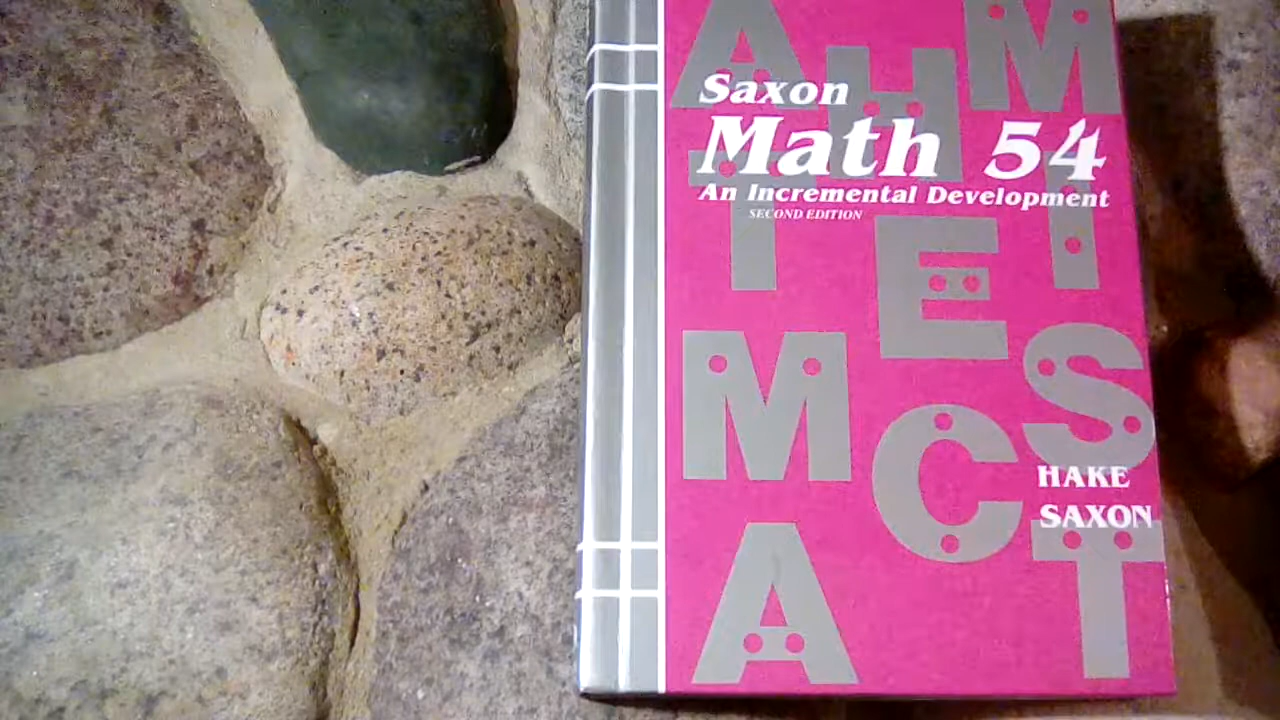 Saxon
Math 54
An Incremental Development
SECOND EDITION
HAKE
SAXON
A H M
T T I
E
M S
C
A T